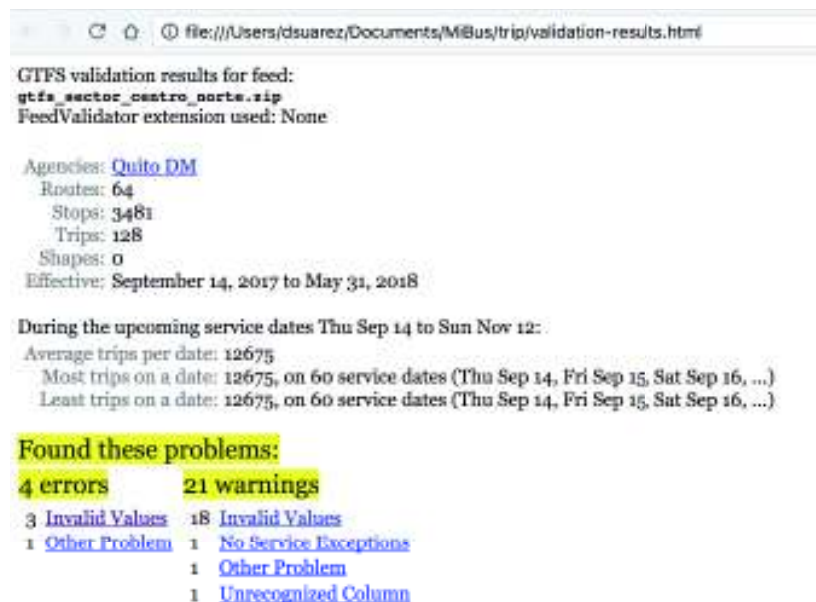 file:///Users/dsuarez/Documents/MiBus/trip/validation-results.html
GTFS validation results for feed:
gtfs_sector_centro_norte.zip
FeedValidator extension used: None
Agencies: Quito DM
Routes: 64
Stops: 3481
Trips: 128
Shapes: 0
Effective: September 14, 2017 to May 31, 2018
During the upcoming service dates Thu Sep 14 to Sun Nov 12:
Average trips per date: 12675
Most trips on a date: 12675, on 60 service dates (Thu Sep 14, Fri Sep 15, Sat Sep 16, ...)
Least trips on a date: 12675, on 60 service dates (Thu Sep 14, Fri Sep 15, Sat Sep 16, ...)
Found these problems:
4 errors 21 warnings
3 Invalid Values 18 Invalid Values
1 Other Problem 1 No Service Exceptions
1 Other Problem
1 Unrecognized Column